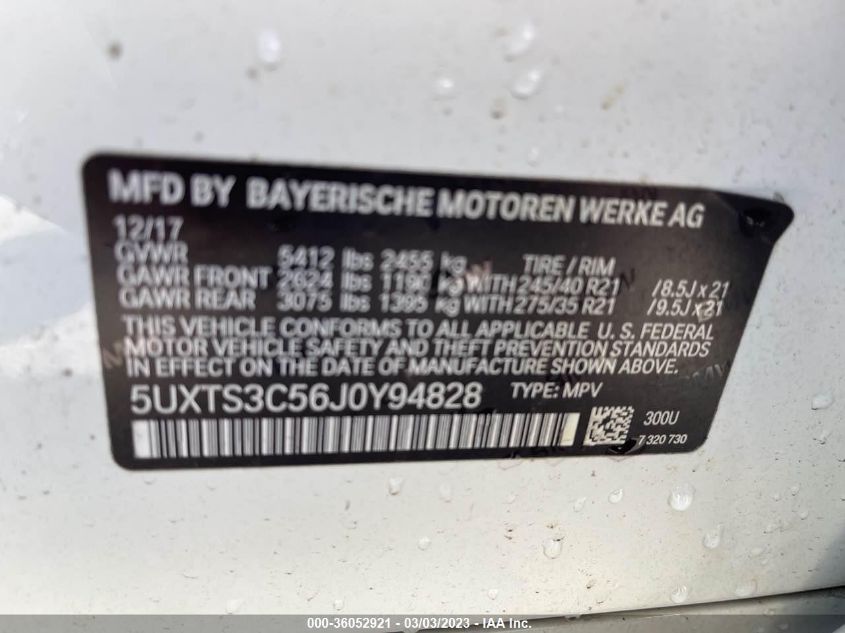 MFD BY BAYERISCHE MOTOREN WERKE AG
12/17
GVWR 5412 lbs 2455 kg TIRE / RIM
GAWR FRONT 2624 lbs 1190 kg WITH 245/40 R21 /8.5J x 21
GAWR REAR 3075 lbs 1395 kg WITH 275/35 R21 /9.5J x 21
THIS VEHICLE CONFORMS TO ALL APPLICABLE U. S. FEDERAL
MOTOR VEHICLE SAFETY AND THEFT PREVENTION STANDARDS
IN EFFECT ON THE DATE OF MANUFACTURE SHOWN ABOVE.
5UXTS3C56J0Y94828 TYPE: MPV
300U
7 320 730
000-36052921 - 03/03/2023 - IAA Inc.